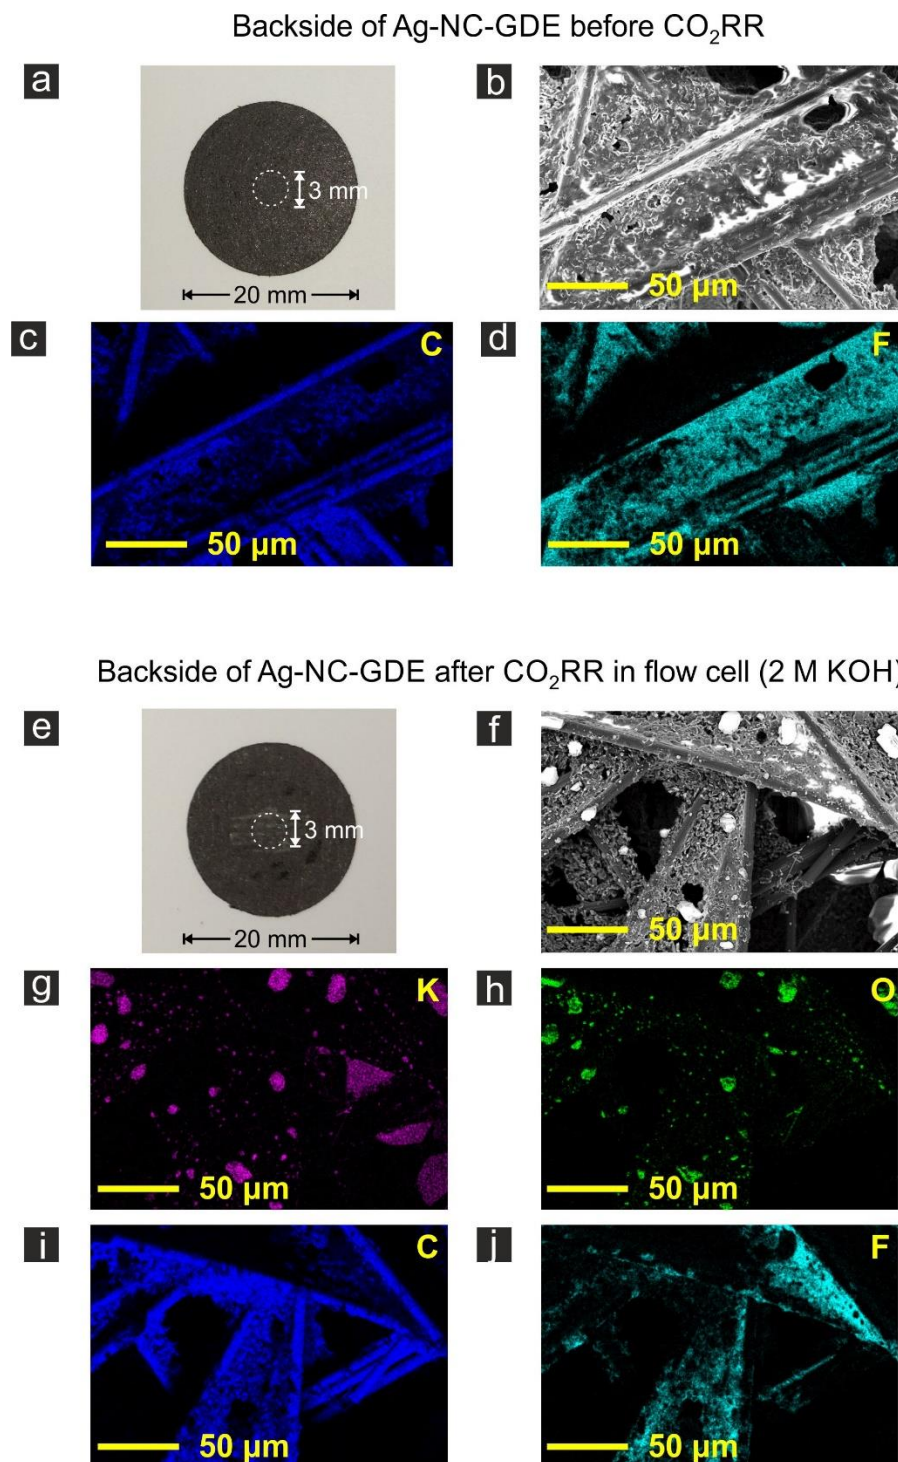 Backside of Ag-NC-GDE before CO₂RR
a
b
3 mm
20 mm
50 µm
c
C
50 µm
d
F
50 µm
Backside of Ag-NC-GDE after CO₂RR in flow cell (2 M KOH)
e
f
3 mm
20 mm
50 µm
g
K
50 µm
h
O
50 µm
i
C
50 µm
j
F
50 µm